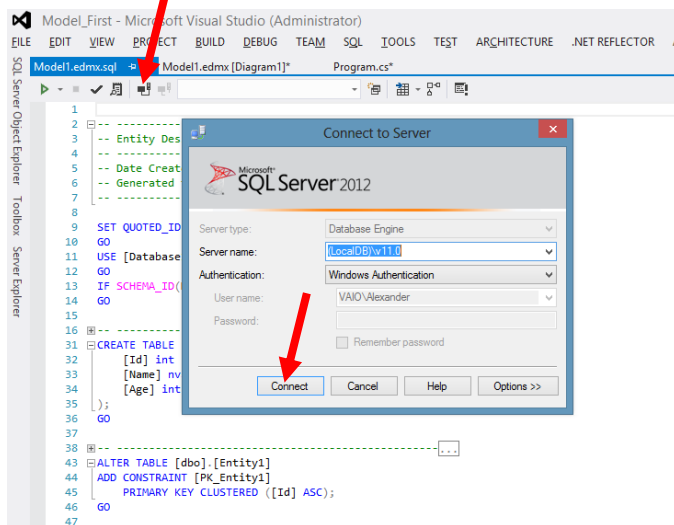 Model_First - Microsoft Visual Studio (Administrator)
FILE EDIT VIEW PROJECT BUILD DEBUG TEAM SQL TOOLS TEST ARCHITECTURE .NET REFLECTOR
Model1.edmx.sql Model1.edmx [Diagram1]* Program.cs*
SQL Server Object Explorer
Toolbox
Server Explorer
1
2 -- ----------
3 -- Entity Des
4 -- ----------
5 -- Date Creat
6 -- Generated
7 -- ----------
8
9 SET QUOTED_ID
10 GO
11 USE [Database
12 GO
13 IF SCHEMA_ID(
14 GO
15
16 -- ----------
31 CREATE TABLE
32 [Id] int
33 [Name] nv
34 [Age] int
35 );
36 GO
37
38 -- --------------------------------------------------...
43 ALTER TABLE [dbo].[Entity1]
44 ADD CONSTRAINT [PK_Entity1]
45 PRIMARY KEY CLUSTERED ([Id] ASC);
46 GO
47
Connect to Server
Microsoft® SQL Server® 2012
Server type: Database Engine
Server name: (LocalDB)\v11.0
Authentication: Windows Authentication
User name: VAIO\Alexander
Password:
Remember password
Connect Cancel Help Options >>